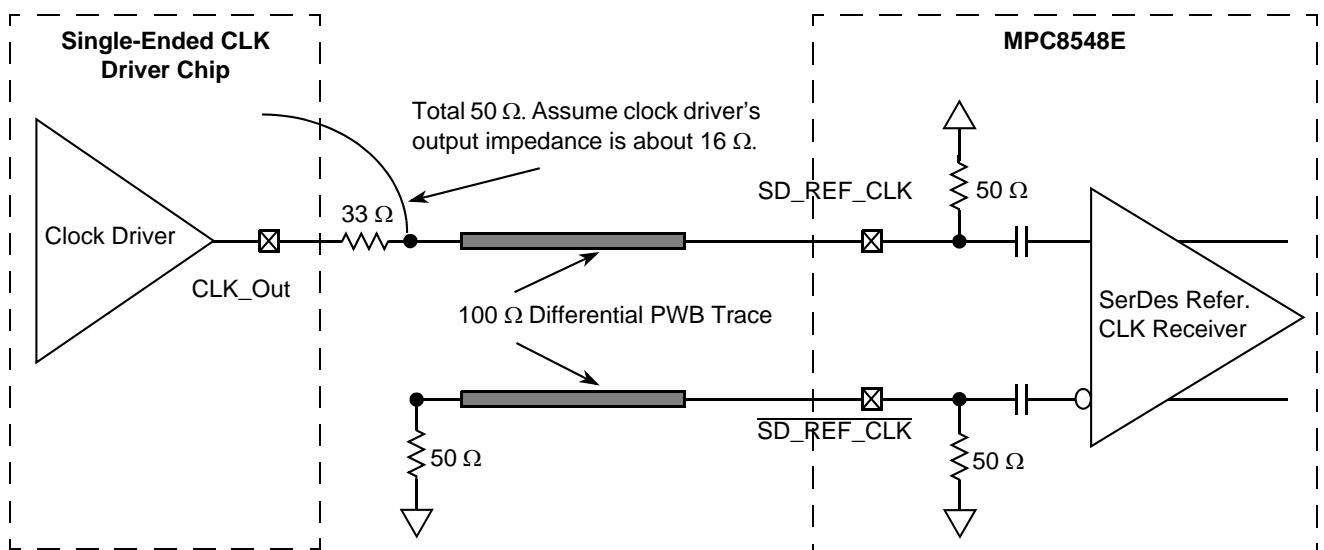 Single-Ended CLK
Driver Chip
MPC8548E
Total 50 Ω. Assume clock driver's
output impedance is about 16 Ω.
SD_REF_CLK
50 Ω
33 Ω
Clock Driver
CLK_Out
SerDes Refer.
CLK Receiver
100 Ω Differential PWB Trace
SD_REF_CLK
50 Ω
50 Ω